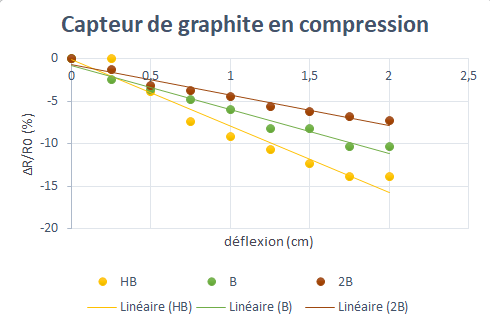 Capteur de graphite en compression
0
0 0,5 1 1,5 2 2,5
-5
-10
-15
-20
ΔR/R0 (%)
déflexion (cm)
HB B 2B
Linéaire (HB) Linéaire (B) Linéaire (2B)